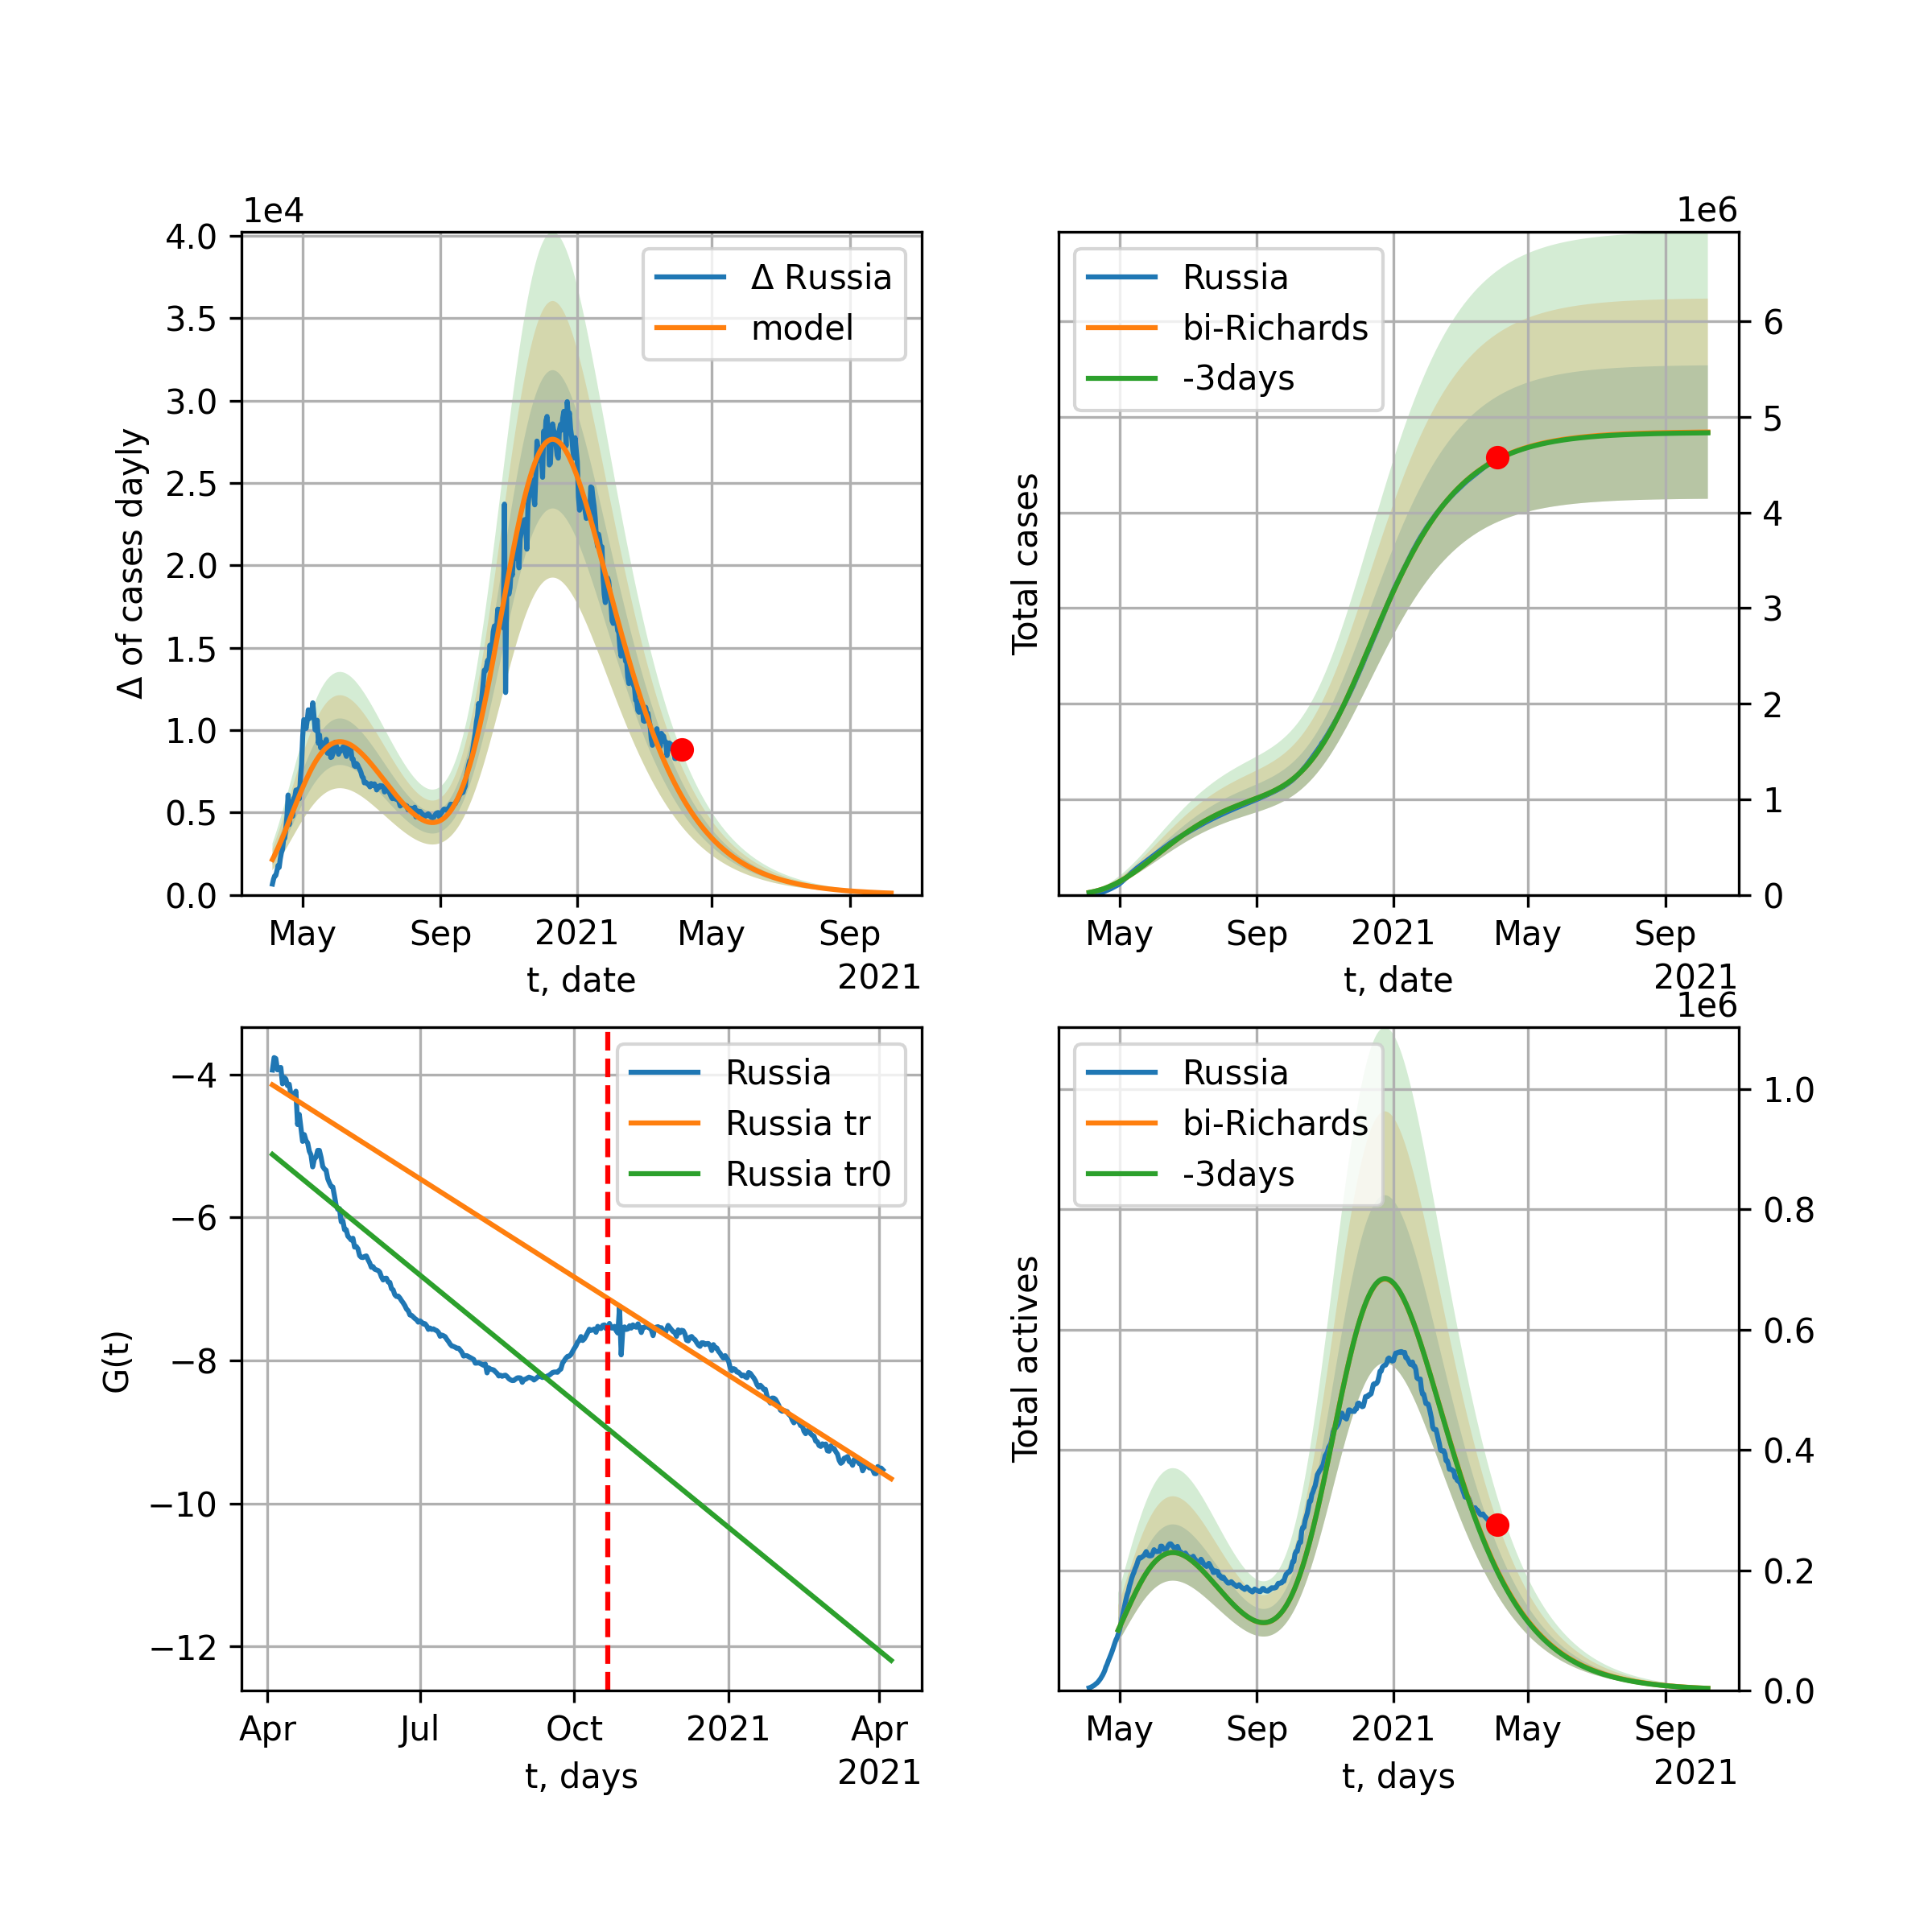 1e4
4.0
3.5
3.0
2.5
2.0
1.5
1.0
0.5
0.0
Δ of cases dayly
Δ Russia
model
May Sep 2021 May Sep
t, date
2021
1e6
Russia
bi-Richards
-3days
Total cases
6
5
4
3
2
1
0
May Sep 2021 May Sep
t, date
2021
−4
−6
−8
−10
−12
G(t)
Russia
Russia tr
Russia tr0
Apr Jul Oct 2021 Apr
t, days
2021
1e6
Russia
bi-Richards
-3days
Total actives
1.0
0.8
0.6
0.4
0.2
0.0
May Sep 2021 May Sep
t, days
2021